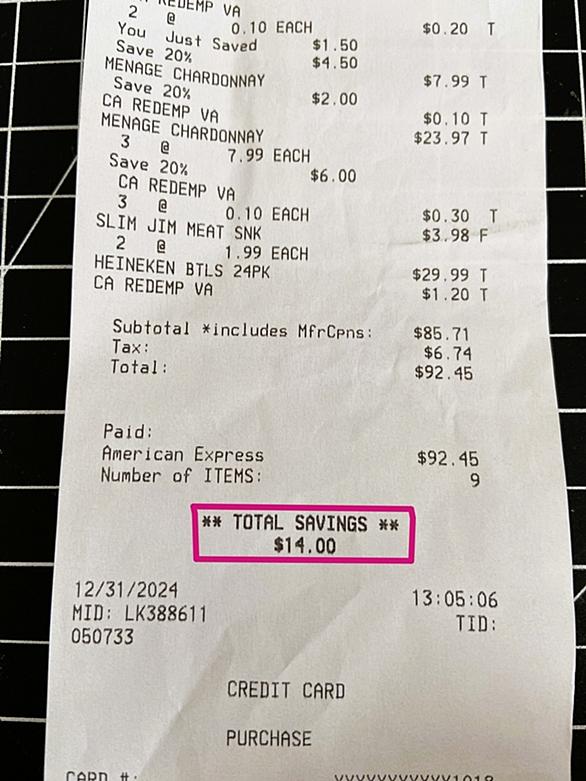 REDEMP VA
2 @ 0.10 EACH $0.20 T
You Just Saved $1.50
Save 20% $4.50
MENAGE CHARDONNAY $7.99 T
Save 20% $2.00
CA REDEMP VA $0.10 T
MENAGE CHARDONNAY $23.97 T
3 @ 7.99 EACH
Save 20% $6.00
CA REDEMP VA
3 @ 0.10 EACH $0.30 T
SLIM JIM MEAT SNK $3.98 F
2 @ 1.99 EACH
HEINEKEN BTLS 24PK $29.99 T
CA REDEMP VA $1.20 T
Subtotal *includes MfrCpns: $85.71
Tax: $6.74
Total: $92.45
Paid:
American Express $92.45
Number of ITEMS: 9
** TOTAL SAVINGS **
$14.00
12/31/2024 13:05:06
MID: LK388611 TID:
050733
CREDIT CARD
PURCHASE
CARD #: